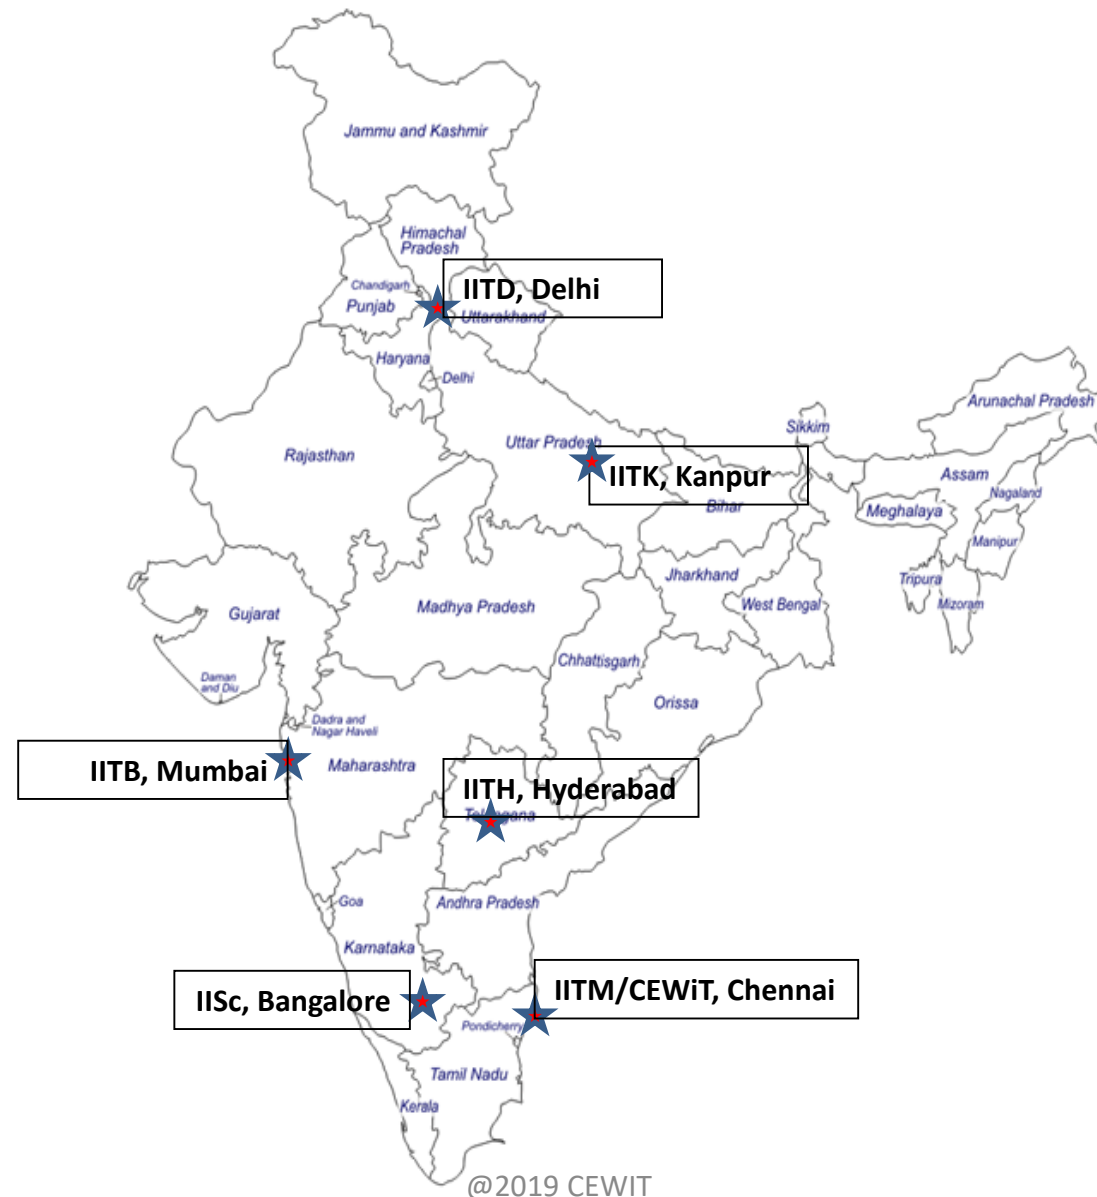 Jammu and Kashmir
Himachal
Pradesh
IITD, Delhi
Chandigarh
Punjab
Uttarakhand
Haryana
Delhi
Arunachal Pradesh
Sikkim
Uttar Pradesh
Rajasthan
IITK, Kanpur
Assam
Nagaland
Bihar
Meghalaya
Manipur
Jharkhand
Tripura
Madhya Pradesh
West Bengal
Mizoram
Gujarat
Chhattisgarh
Daman
and Diu
Orissa
Dadra and
Nagar Haveli
IITB, Mumbai
Maharashtra
IITH, Hyderabad
Telangana
Goa
Andhra Pradesh
Karnataka
IISc, Bangalore
IITM/CEWiT, Chennai
Pondicherry
Tamil Nadu
Kerala
@2019 CEWIT